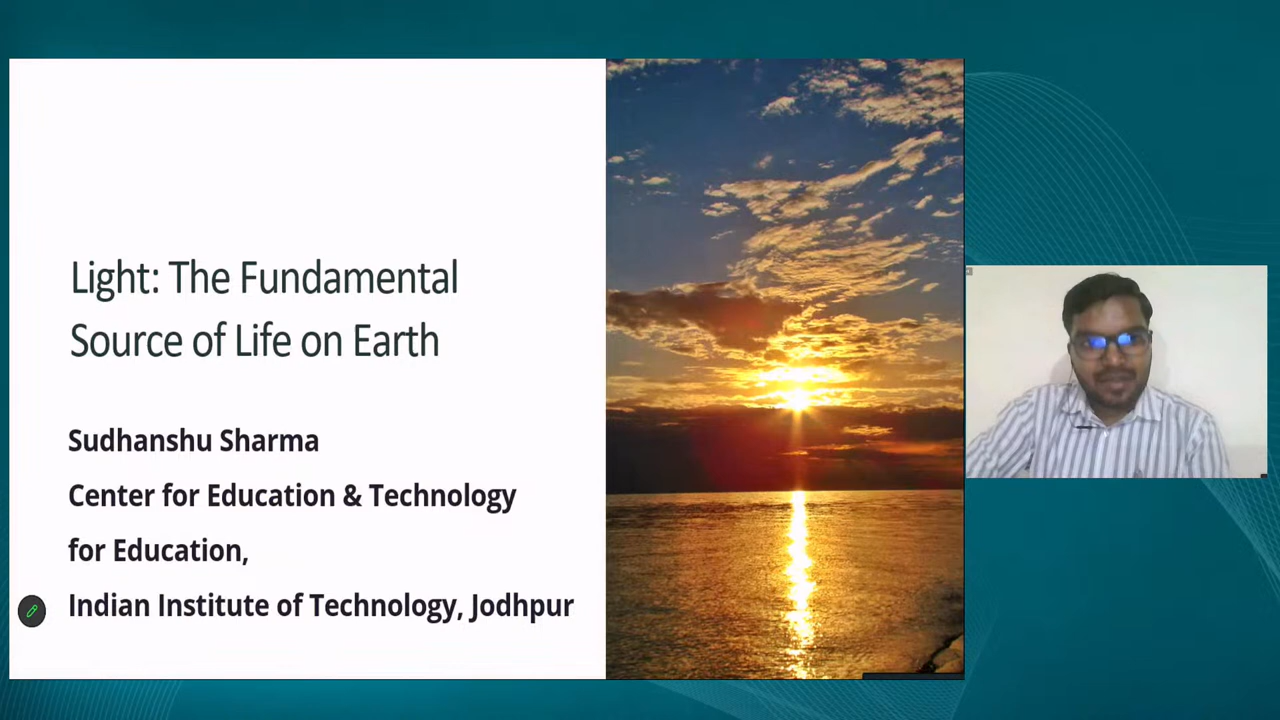 Light: The Fundamental
Source of Life on Earth
Sudhanshu Sharma
Center for Education & Technology
for Education,
Indian Institute of Technology, Jodhpur